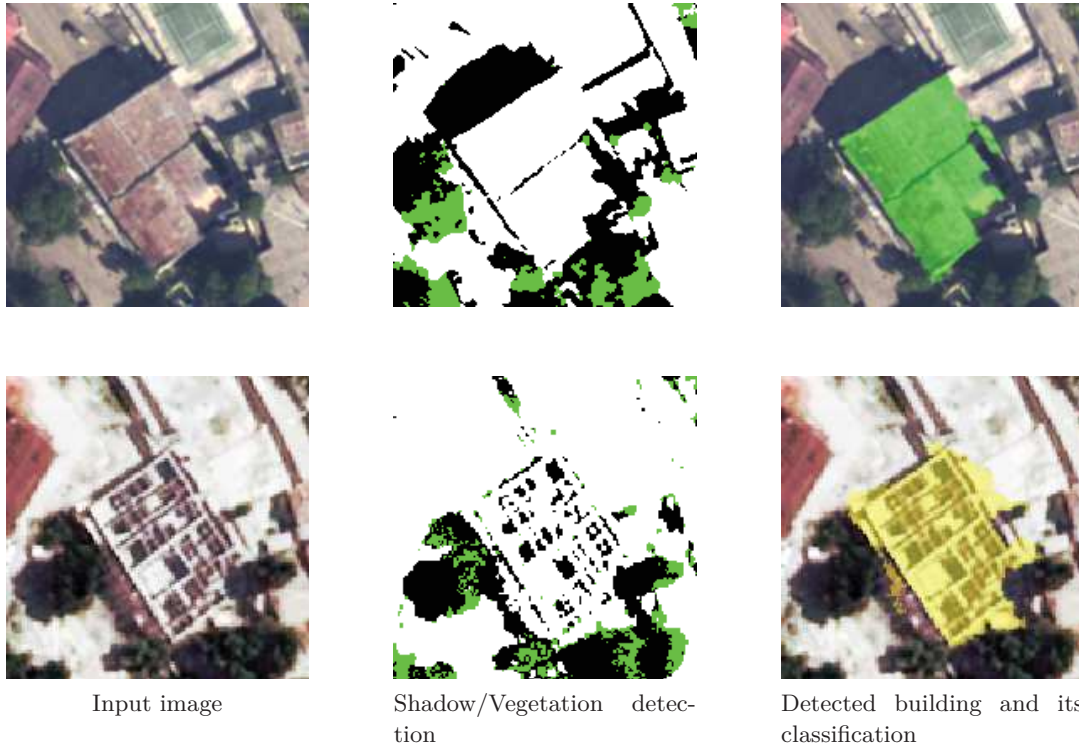 Input image
Shadow/Vegetation detec-
tion
Detected building and its
classification